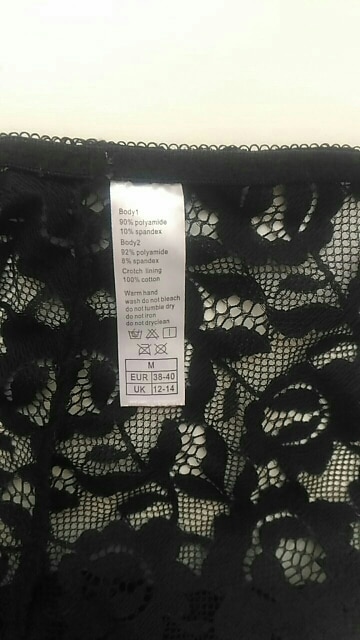 Body1
90% polyamide
10% spandex
Body2
92% polyamide
8% spandex
Crotch lining
100% cotton
Warm hand
wash do not bleach
do not tumble dry
do not iron
do not dryclean
M
EUR 38-40
UK 12-14